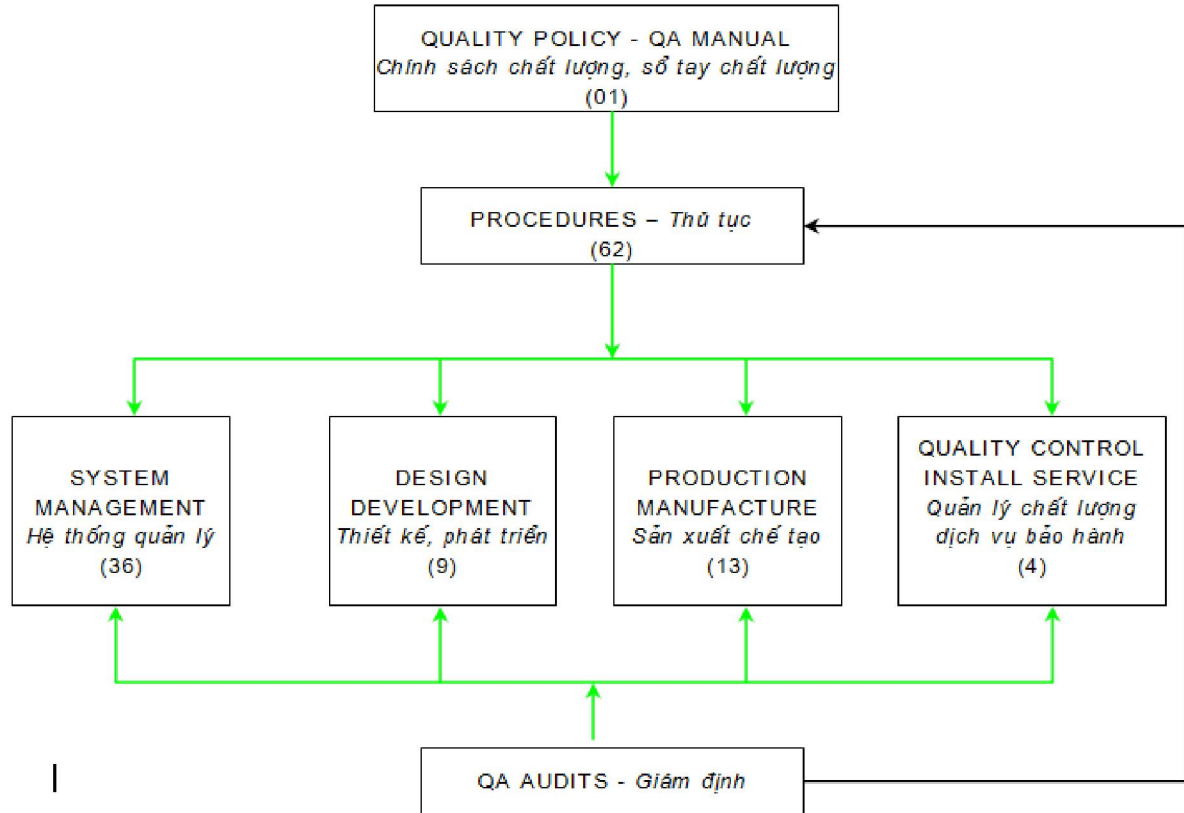 QUALITY POLICY - QA MANUAL
Chính sách chất lượng, sổ tay chất lượng
(01)
PROCEDURES – Thủ tục
(62)
SYSTEM
MANAGEMENT
Hệ thống quản lý
(36)
DESIGN
DEVELOPMENT
Thiết kế, phát triển
(9)
PRODUCTION
MANUFACTURE
Sản xuất chế tạo
(13)
QUALITY CONTROL
INSTALL SERVICE
Quản lý chất lượng
dịch vụ bảo hành
(4)
QA AUDITS - Giám định